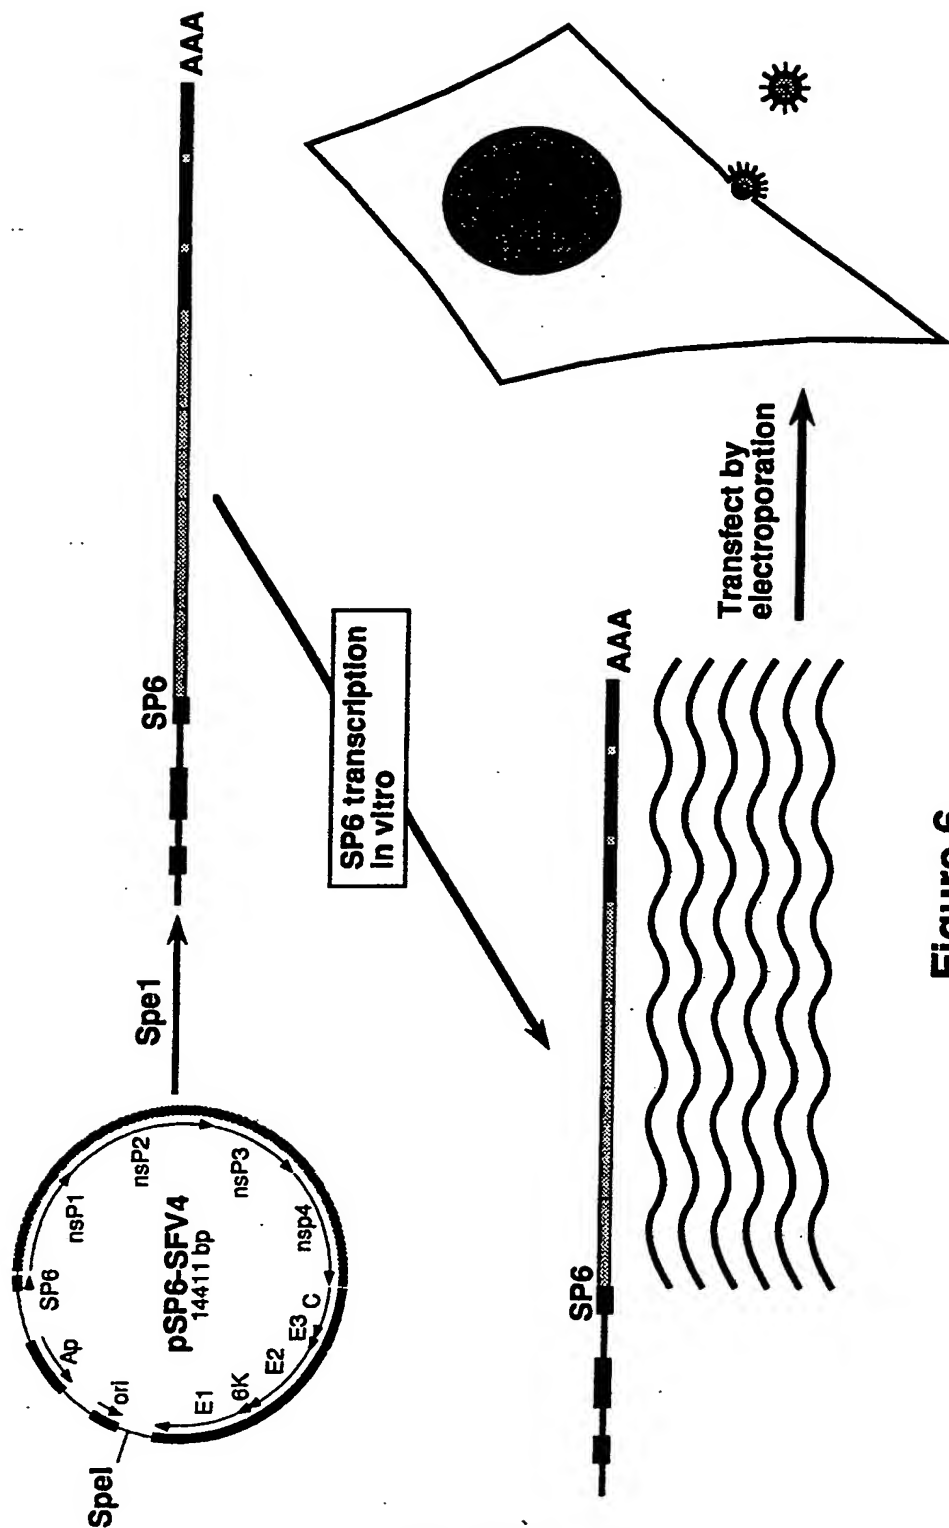 SpeI
SP6
Ap
ori
nsP1
nsP2
nsP3
nsp4
C
E3
E2
6K
E1
pSP6-SFV4
14411 bp
Spe1
SP6
AAA
SP6 transcription
in vitro
SP6
AAA
Transfect by
electroporation
Figure 6